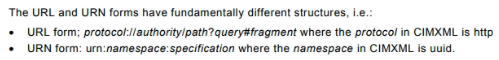 The URL and URN forms have fundamentally different structures, i.e.:
• URL form; protocol://authority/path?query#fragment where the protocol in CIMXML is http
• URN form: urn:namespace:specification where the namespace in CIMXML is uuid.